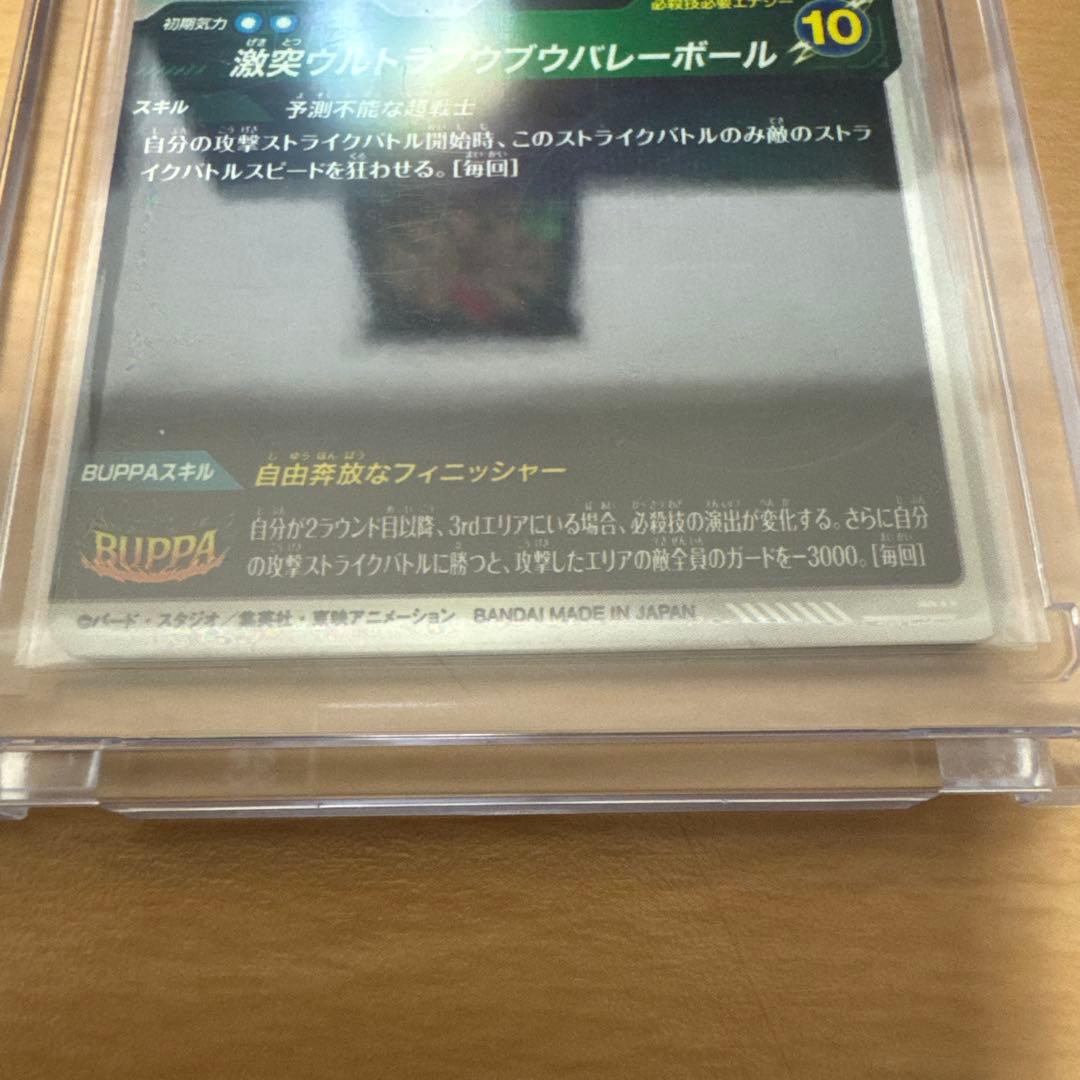 必殺技必要エナジー
初期気力
10
げき とつ
激突ウルトラブウブウバレーボール
スキル 予測不能な超戦士
自分の攻撃ストライクバトル開始時、このストライクバトルのみ敵のストラ
イクバトルスピードを狂わせる。[毎回]
BUPPAスキル 自由奔放なフィニッシャー
BUPPA
自分が2ラウンド目以降、3rdエリアにいる場合、必殺技の演出が変化する。さらに自分
の攻撃ストライクバトルに勝つと、攻撃したエリアの敵全員のガードを-3000。[毎回]
©バード・スタジオ/集英社・東映アニメーション BANDAI MADE IN JAPAN